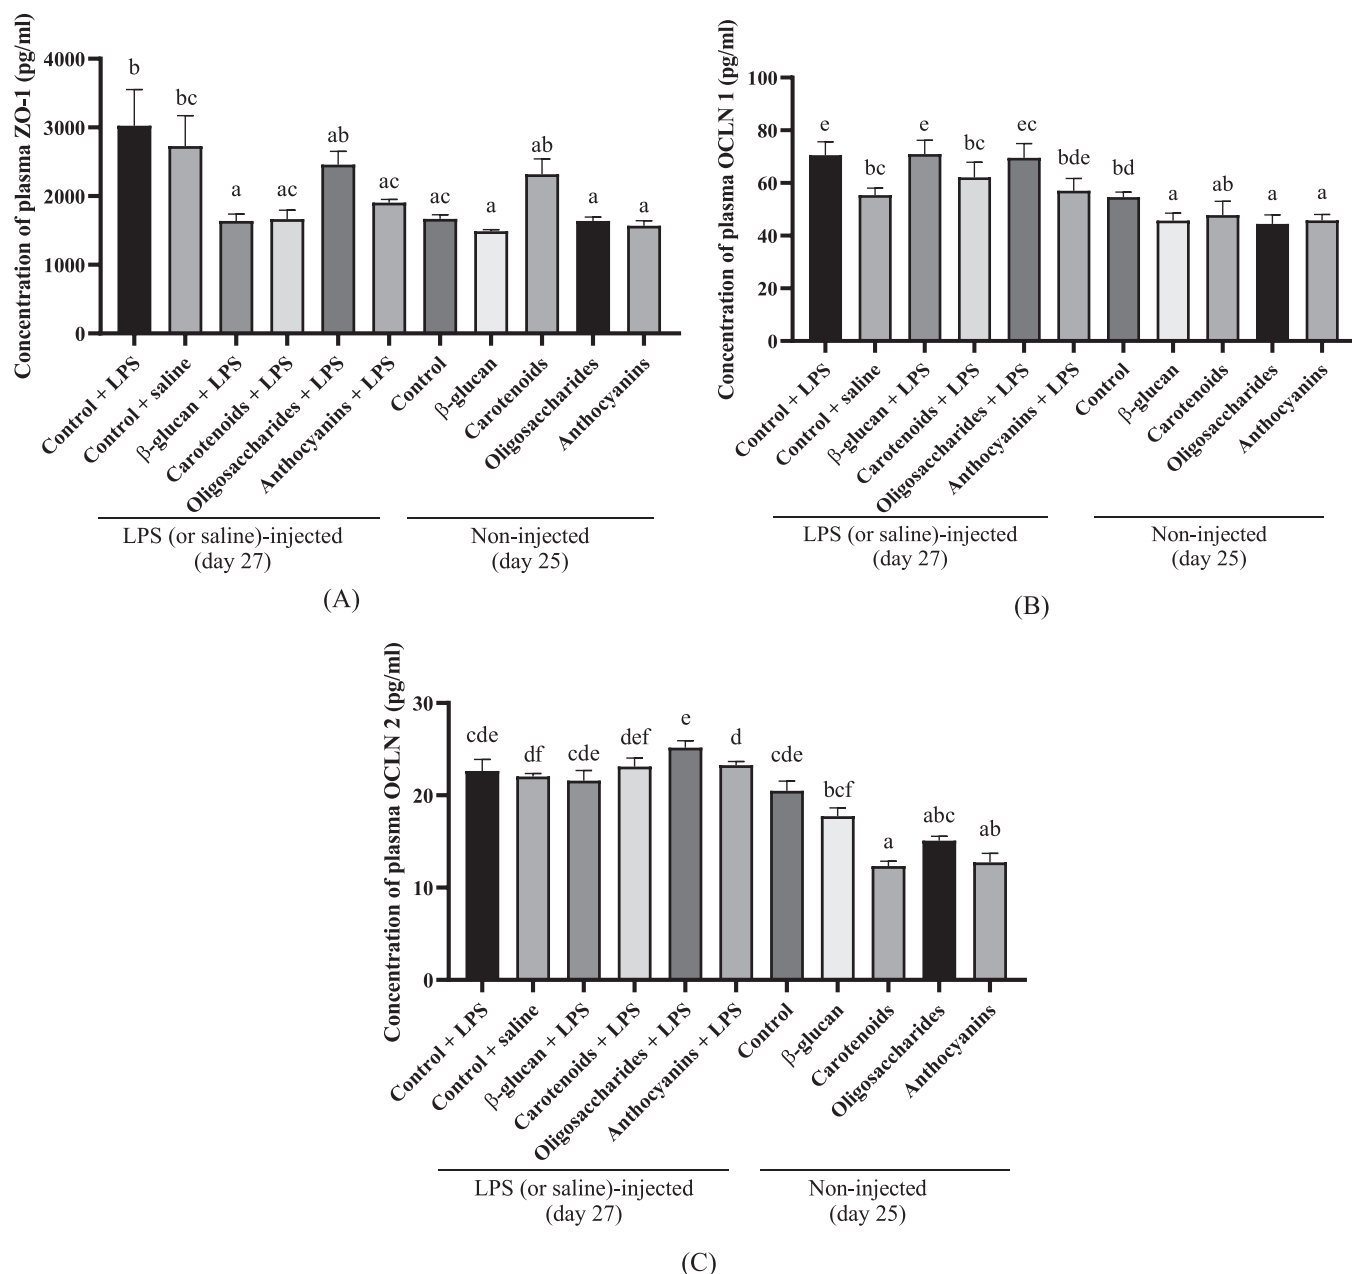 Concentration of plasma ZO-1 (pg/ml)
4000
3000
2000
1000
0
b
bc
a
ac
ab
ac
ac
a
ab
a
a
Control + LPS
Control + saline
β-glucan + LPS
Carotenoids + LPS
Oligosaccharides + LPS
Anthocyanins + LPS
Control
β-glucan
Carotenoids
Oligosaccharides
Anthocyanins
LPS (or saline)-injected
(day 27)
Non-injected
(day 25)
(A)
Concentration of plasma OCLN 1 (pg/ml)
100
80
60
40
20
0
e
bc
e
bc
ec
bde
bd
a
ab
a
a
Control + LPS
Control + saline
β-glucan + LPS
Carotenoids + LPS
Oligosaccharides + LPS
Anthocyanins + LPS
Control
β-glucan
Carotenoids
Oligosaccharides
Anthocyanins
LPS (or saline)-injected
(day 27)
Non-injected
(day 25)
(B)
Concentration of plasma OCLN 2 (pg/ml)
30
20
10
0
cde
df
cde
def
e
d
cde
bcf
a
abc
ab
Control + LPS
Control + saline
β-glucan + LPS
Carotenoids + LPS
Oligosaccharides + LPS
Anthocyanins + LPS
Control
β-glucan
Carotenoids
Oligosaccharides
Anthocyanins
LPS (or saline)-injected
(day 27)
Non-injected
(day 25)
(C)